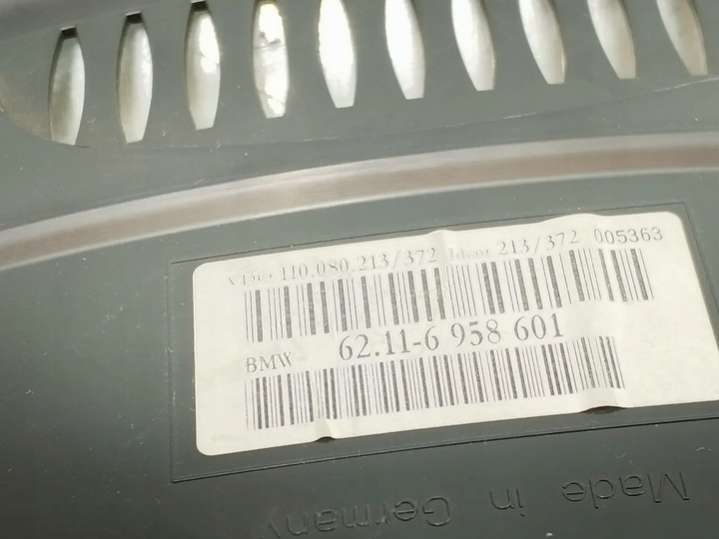 110.080.213/372 213/372 005363
BMW 62.11-6 958 601
Made in Germany